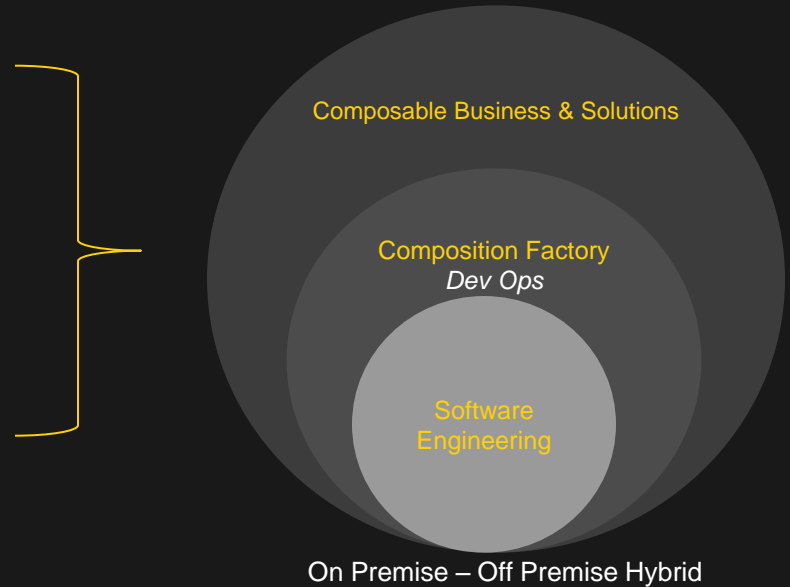 Composable Business & Solutions
Composition Factory
Dev Ops
Software
Engineering
On Premise – Off Premise Hybrid